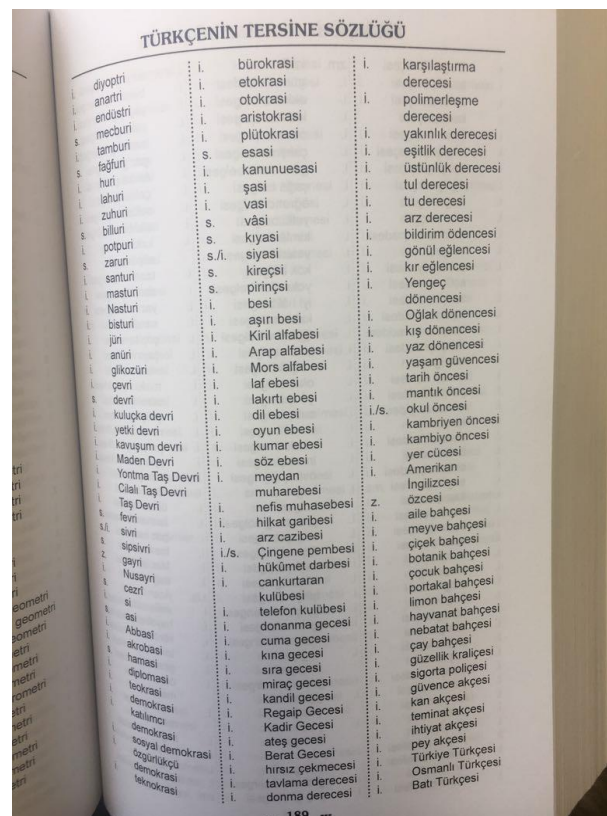 TÜRKÇENİN TERSİNE SÖZLÜĞÜ
i. diyoptri
i. anartri
i. endüstri
s. mecburi
i. tamburi
s. fağfuri
i. huri
i. lahuri
i. zuhuri
s. billuri
i. potpuri
s. zaruri
i. santuri
i. masturi
i. Nasturi
i. bisturi
i. jüri
i. anüri
i. glikozüri
i. çevri
s. devrî
i. kuluçka devri
i. yetki devri
i. kavuşum devri
i. Maden Devri
i. Yontma Taş Devri
i. Cilalı Taş Devri
i. Taş Devri
s. fevri
s./i. sivri
s. sipsivri
z. gayri
i. Nusayri
s. cezrî
i. si
s. asi
i. Abbasî
i. akrobasi
s. hamasi
i. diplomasi
i. teokrasi
i. demokrasi
katılımcı
demokrasi
i. sosyal demokrasi
özgürlükçü
demokrasi
i. teknokrasi
i. bürokrasi
i. etokrasi
i. otokrasi
i. aristokrasi
i. plütokrasi
s. esasi
i. kanunuesasi
i. şasi
i. vasi
s. vâsi
s. kıyasi
s./i. siyasi
s. kireçsi
s. pirinçsi
i. besi
i. aşırı besi
i. Kiril alfabesi
i. Arap alfabesi
i. Mors alfabesi
i. laf ebesi
i. lakırtı ebesi
i. dil ebesi
i. oyun ebesi
i. kumar ebesi
i. söz ebesi
i. meydan
muharebesi
i. nefis muhasebesi
i. hilkat garibesi
i. arz cazibesi
i./s. Çingene pembesi
i. hükûmet darbesi
i. cankurtaran
kulübesi
i. telefon kulübesi
i. donanma gecesi
i. cuma gecesi
i. kına gecesi
i. sıra gecesi
i. miraç gecesi
i. kandil gecesi
i. Regaip Gecesi
i. Kadir Gecesi
i. ateş gecesi
i. Berat Gecesi
i. hırsız çekmecesi
i. tavlama derecesi
i. donma derecesi
i. karşılaştırma
derecesi
i. polimerleşme
derecesi
i. yakınlık derecesi
i. eşitlik derecesi
i. üstünlük derecesi
i. tul derecesi
i. tu derecesi
i. arz derecesi
i. bildirim ödencesi
i. gönül eğlencesi
i. kır eğlencesi
i. Yengeç
dönencesi
i. Oğlak dönencesi
i. kış dönencesi
i. yaz dönencesi
i. yaşam güvencesi
i. tarih öncesi
i. mantık öncesi
i./s. okul öncesi
i. kambriyen öncesi
i. kambiyo öncesi
i. yer cücesi
i. Amerikan
İngilizcesi
z. özcesi
i. aile bahçesi
i. meyve bahçesi
i. çiçek bahçesi
i. botanik bahçesi
i. çocuk bahçesi
i. portakal bahçesi
i. limon bahçesi
i. hayvanat bahçesi
i. nebatat bahçesi
i. çay bahçesi
i. güzellik kraliçesi
i. sigorta poliçesi
i. güvence akçesi
i. kan akçesi
i. teminat akçesi
i. ihtiyat akçesi
i. pey akçesi
i. Türkiye Türkçesi
i. Osmanlı Türkçesi
i. Batı Türkçesi
189